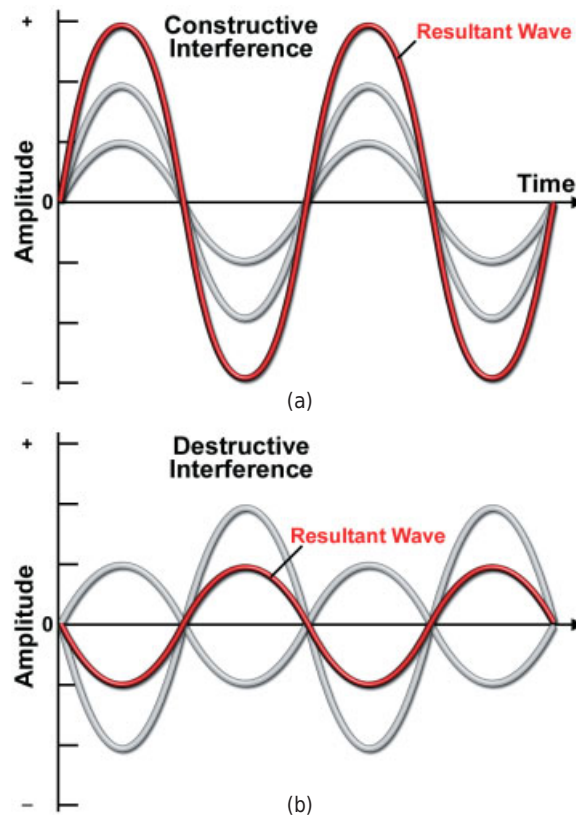 +
Constructive
Interference
Resultant Wave
Amplitude
0
Time
–
(a)
+
Destructive
Interference
Resultant Wave
Amplitude
0
–
(b)